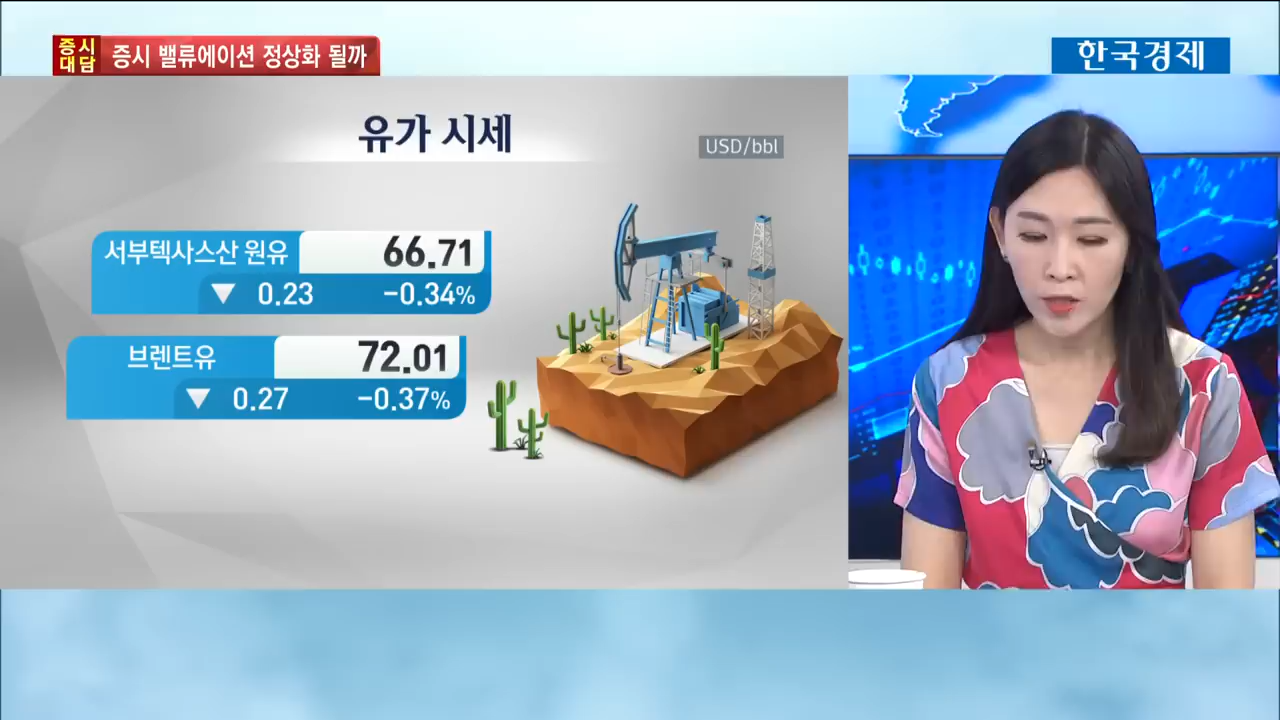 증시
대담
증시 밸류에이션 정상화 될까
한국경제
유가 시세
USD/bbl
서부텍사스산 원유 66.71
▼ 0.23 -0.34%
브렌트유 72.01
▼ 0.27 -0.37%